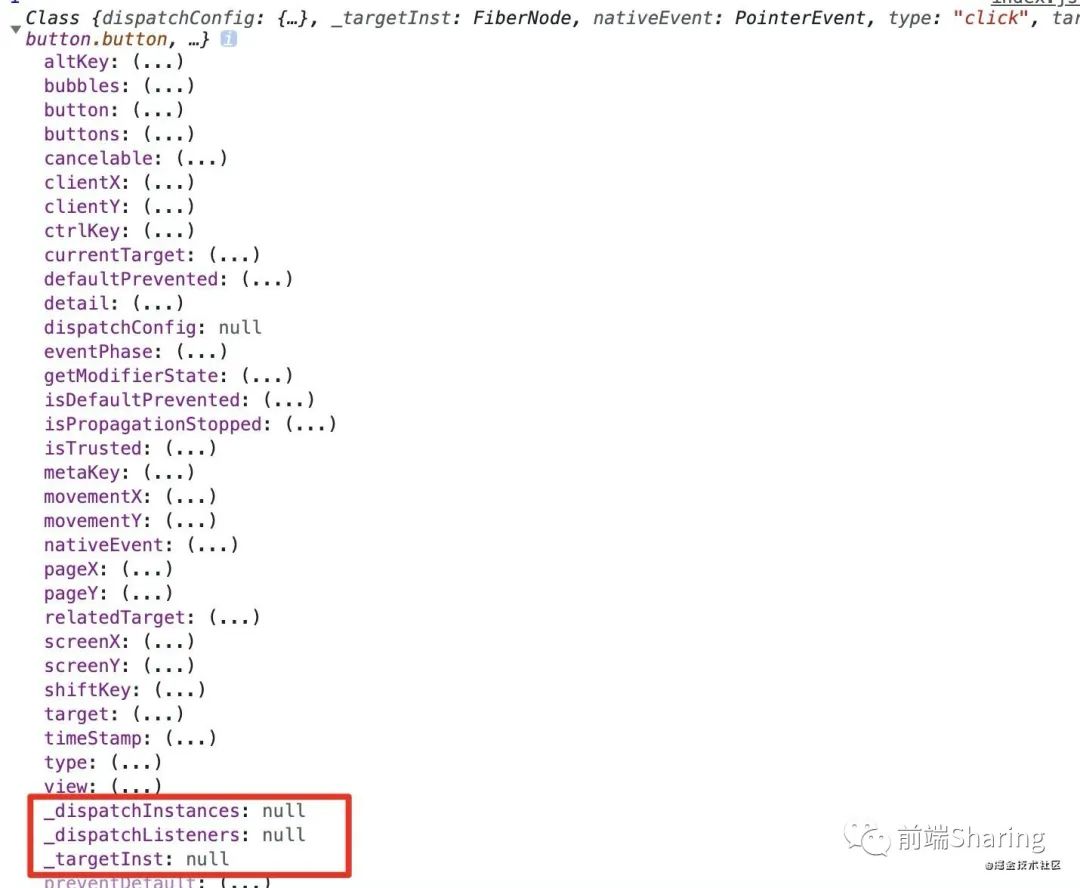 Class {dispatchConfig: {…}, _targetInst: FiberNode, nativeEvent: PointerEvent, type: "click", tar
button.button, …} i
altKey: (...)
bubbles: (...)
button: (...)
buttons: (...)
cancelable: (...)
clientX: (...)
clientY: (...)
ctrlKey: (...)
currentTarget: (...)
defaultPrevented: (...)
detail: (...)
dispatchConfig: null
eventPhase: (...)
getModifierState: (...)
isDefaultPrevented: (...)
isPropagationStopped: (...)
isTrusted: (...)
metaKey: (...)
movementX: (...)
movementY: (...)
nativeEvent: (...)
pageX: (...)
pageY: (...)
relatedTarget: (...)
screenX: (...)
screenY: (...)
shiftKey: (...)
target: (...)
timeStamp: (...)
type: (...)
view: (...)
_dispatchInstances: null
_dispatchListeners: null
_targetInst: null
preventDefault: (...)
前端Sharing
@掘金技术社区